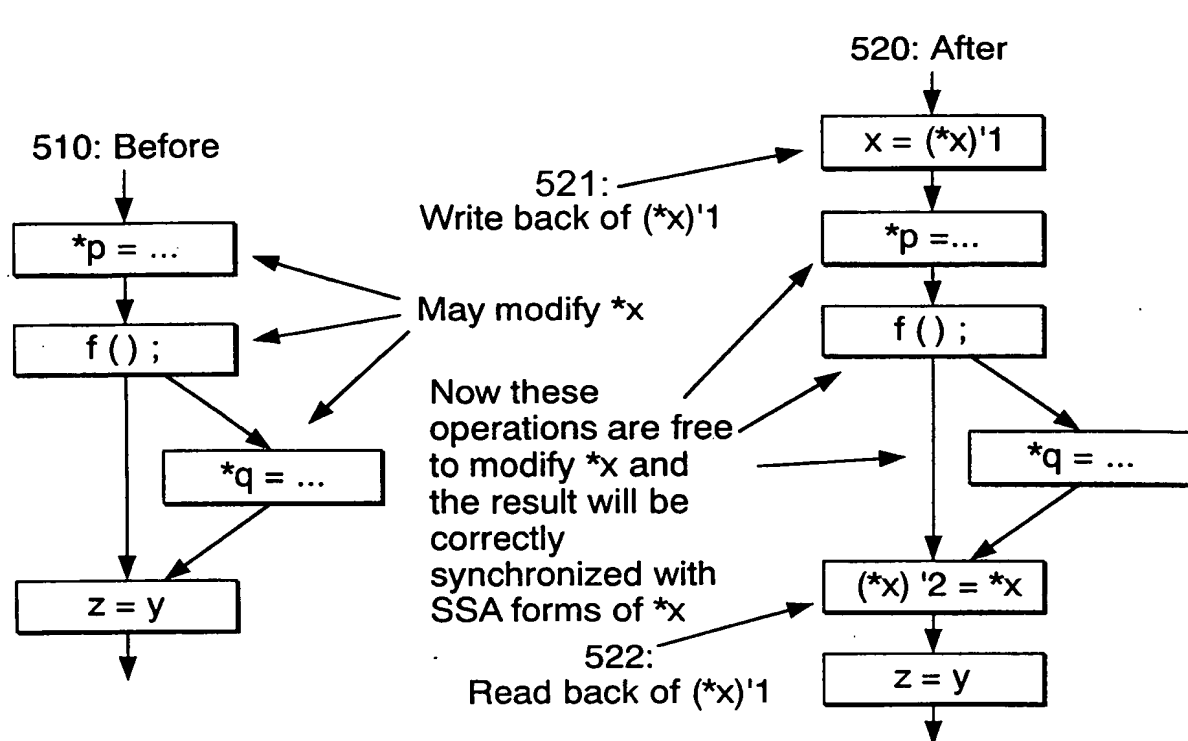 510: Before
*p = ...
f ( ) ;
*q = ...
z = y
May modify *x
Now these
operations are free
to modify *x and
the result will be
correctly
synchronized with
SSA forms of *x
520: After
x = (*x)'1
521:
Write back of (*x)'1
*p =...
f ( ) ;
*q = ...
(*x) '2 = *x
522:
Read back of (*x)'1
z = y